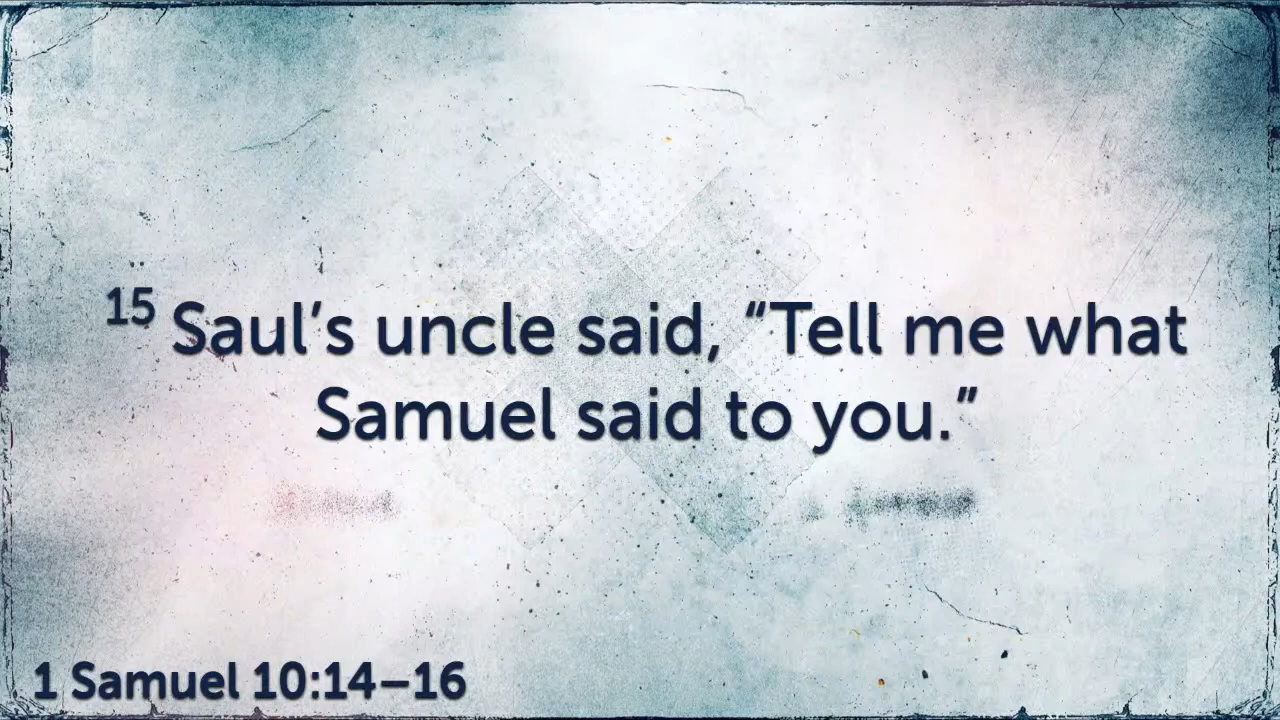 15 Saul’s uncle said, “Tell me what
Samuel said to you.”
1 Samuel 10:14–16